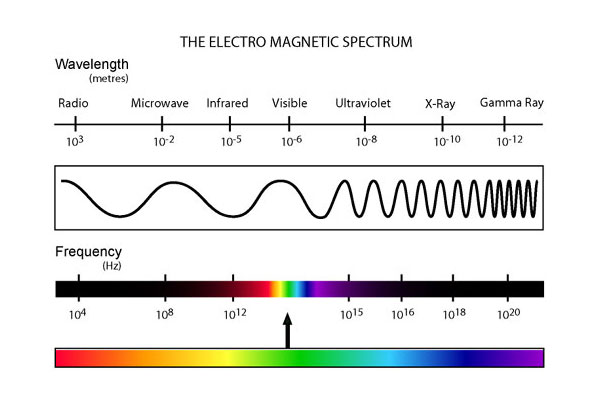 THE ELECTRO MAGNETIC SPECTRUM
Wavelength
(metres)
Radio Microwave Infrared Visible Ultraviolet X-Ray Gamma Ray
10³ 10⁻² 10⁻⁵ 10⁻⁶ 10⁻⁸ 10⁻¹⁰ 10⁻¹²
Frequency
(Hz)
10⁴ 10⁸ 10¹² 10¹⁵ 10¹⁶ 10¹⁸ 10²⁰